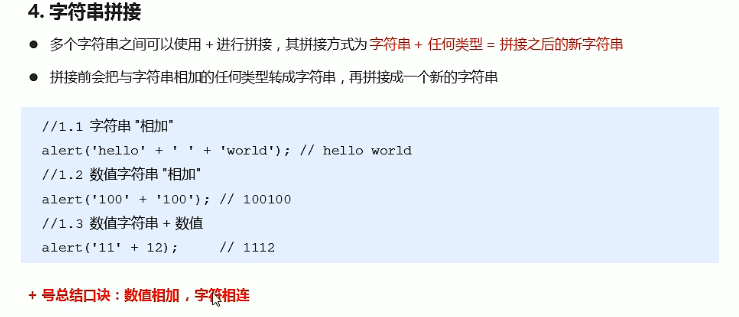 4. 字符串拼接
● 多个字符串之间可以使用 + 进行拼接，其拼接方式为 字符串 + 任何类型 = 拼接之后的新字符串
● 拼接前会把与字符串相加的任何类型转成字符串，再拼接成一个新的字符串
//1.1 字符串 "相加"
alert('hello' + ' ' + 'world'); // hello world
//1.2 数值字符串 "相加"
alert('100' + '100'); // 100100
//1.3 数值字符串 + 数值
alert('11' + 12);     // 1112
+ 号总结口诀：数值相加，字符相连